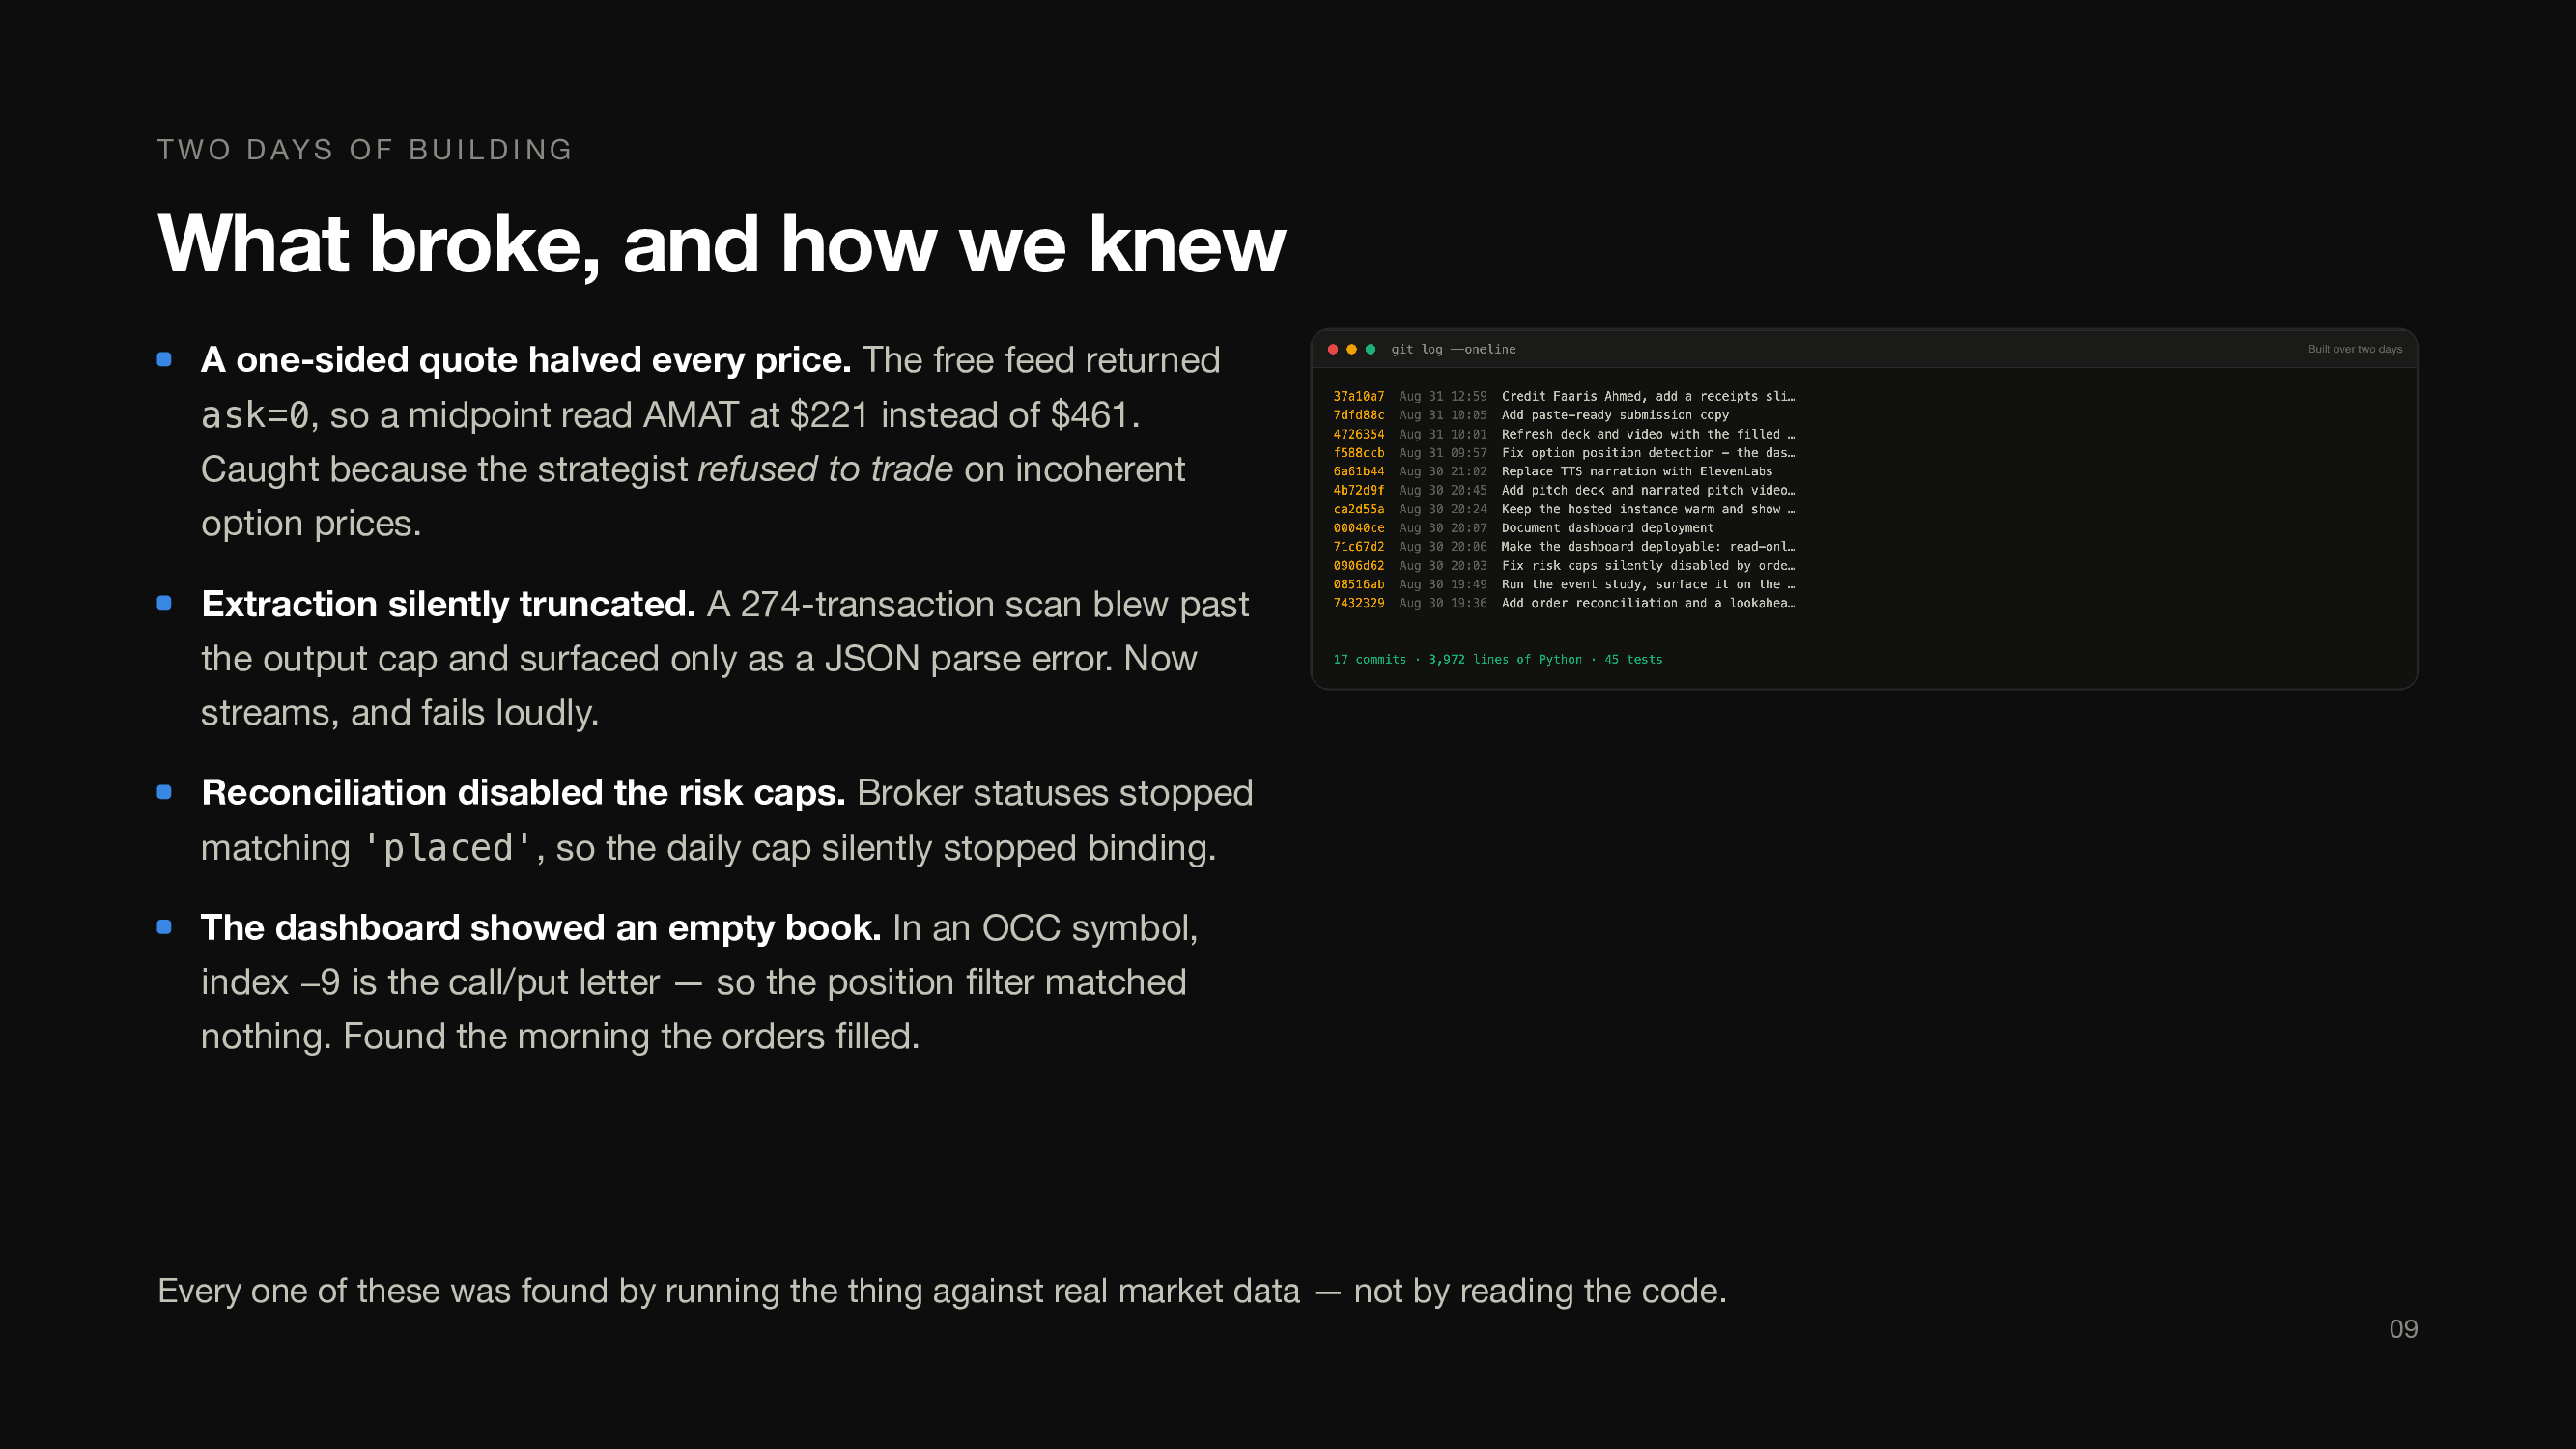 TWO DAYS OF BUILDING
What broke, and how we knew
A one-sided quote halved every price. The free feed returned
ask=0, so a midpoint read AMAT at $221 instead of $461.
Caught because the strategist refused to trade on incoherent
option prices.
Extraction silently truncated. A 274-transaction scan blew past
the output cap and surfaced only as a JSON parse error. Now
streams, and fails loudly.
Reconciliation disabled the risk caps. Broker statuses stopped
matching 'placed', so the daily cap silently stopped binding.
The dashboard showed an empty book. In an OCC symbol,
index −9 is the call/put letter — so the position filter matched
nothing. Found the morning the orders filled.
git log --oneline Built over two days
37a10a7 Aug 31 12:59 Credit Faaris Ahmed, add a receipts sli…
7dfd88c Aug 31 10:05 Add paste-ready submission copy
4726354 Aug 31 10:01 Refresh deck and video with the filled …
f588ccb Aug 31 09:57 Fix option position detection - the das…
6a61b44 Aug 30 21:02 Replace TTS narration with ElevenLabs
4b72d9f Aug 30 20:45 Add pitch deck and narrated pitch video…
ca2d55a Aug 30 20:24 Keep the hosted instance warm and show …
00040ce Aug 30 20:07 Document dashboard deployment
71c67d2 Aug 30 20:06 Make the dashboard deployable: read-onl…
0906d62 Aug 30 20:03 Fix risk caps silently disabled by orde…
08516ab Aug 30 19:49 Run the event study, surface it on the …
7432329 Aug 30 19:36 Add order reconciliation and a lookahea…
17 commits · 3,972 lines of Python · 45 tests
Every one of these was found by running the thing against real market data — not by reading the code.
09